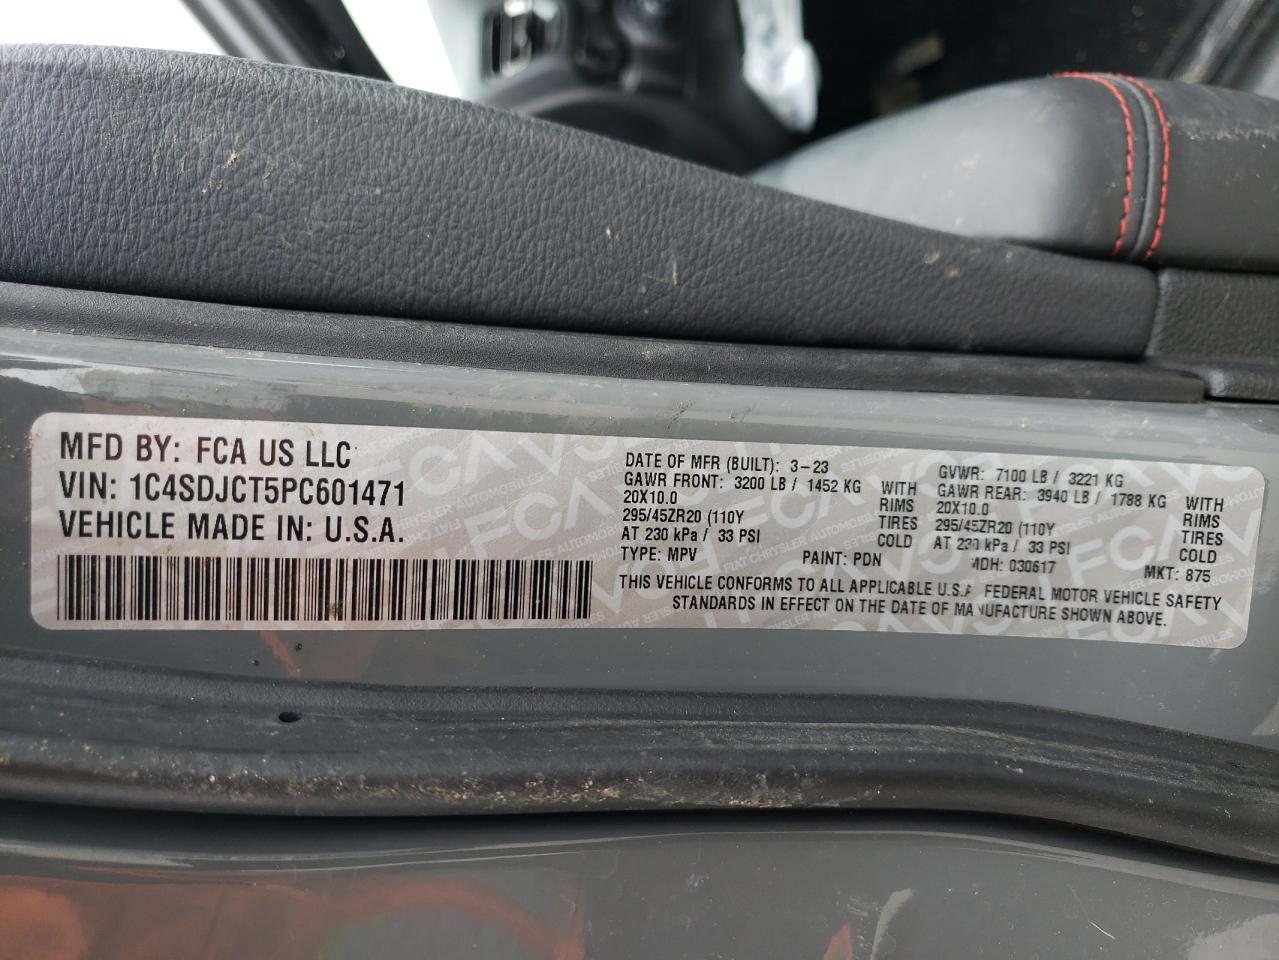 MFD BY: FCA US LLC
VIN: 1C4SDJCT5PC601471
VEHICLE MADE IN: U.S.A.
DATE OF MFR (BUILT): 3-23
GAWR FRONT: 3200 LB / 1452 KG WITH
20X10.0 RIMS
295/45ZR20 (110Y TIRES
AT 230 kPa / 33 PSI COLD
TYPE: MPV PAINT: PDN
GVWR: 7100 LB / 3221 KG
GAWR REAR: 3940 LB / 1788 KG WITH
20X10.0 RIMS
295/45ZR20 (110Y TIRES
AT 230 kPa / 33 PSI COLD
MDH: 030617 MKT: 875
THIS VEHICLE CONFORMS TO ALL APPLICABLE U.S.A FEDERAL MOTOR VEHICLE SAFETY
STANDARDS IN EFFECT ON THE DATE OF MANUFACTURE SHOWN ABOVE.